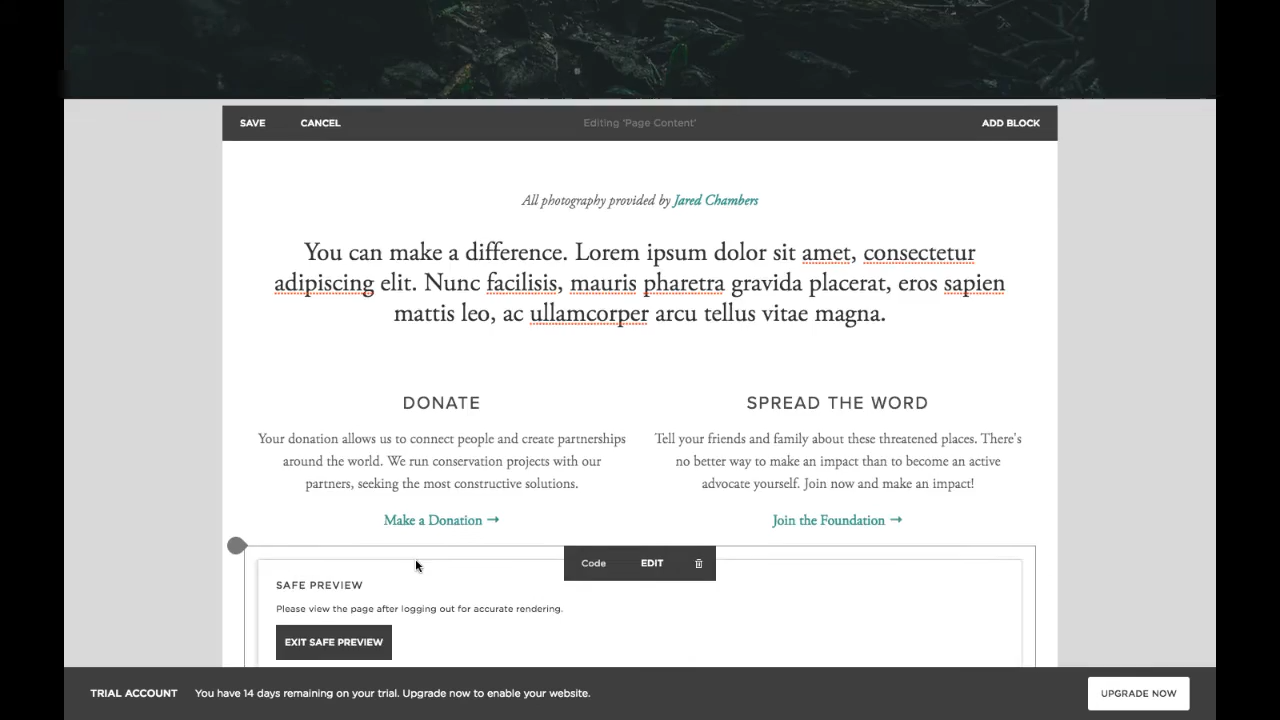 SAVE CANCEL Editing 'Page Content' ADD BLOCK
All photography provided by Jared Chambers
You can make a difference. Lorem ipsum dolor sit amet, consectetur
adipiscing elit. Nunc facilisis, mauris pharetra gravida placerat, eros sapien
mattis leo, ac ullamcorper arcu tellus vitae magna.
DONATE
Your donation allows us to connect people and create partnerships
around the world. We run conservation projects with our
partners, seeking the most constructive solutions.
Make a Donation →
SPREAD THE WORD
Tell your friends and family about these threatened places. There's
no better way to make an impact than to become an active
advocate yourself. Join now and make an impact!
Join the Foundation →
Code EDIT
SAFE PREVIEW
Please view the page after logging out for accurate rendering.
EXIT SAFE PREVIEW
TRIAL ACCOUNT You have 14 days remaining on your trial. Upgrade now to enable your website. UPGRADE NOW